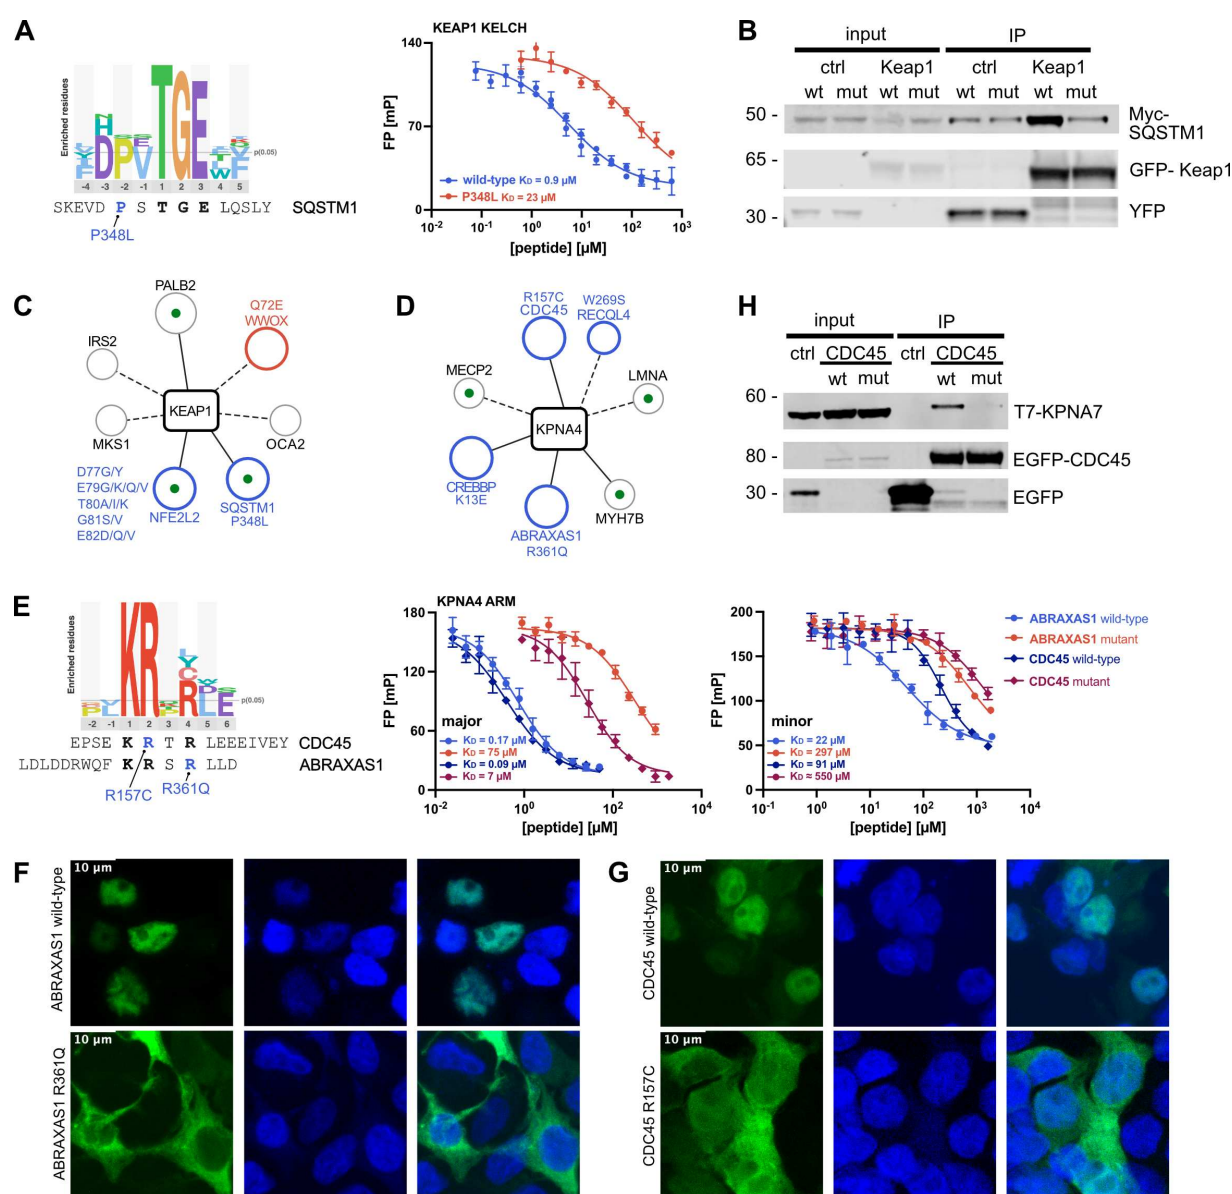 A
Enriched residues
p(0.05)
-4 -3 -2 -1 1 2 3 4 5
SKEVD P S T G E LQSLY SQSTM1
P348L
KEAP1 KELCH
FP [mP]
140
70
0
wild-type KD = 0.9 µM
P348L KD = 23 µM
10-2 10-1 100 101 102 103
[peptide] [µM]
B
input IP
ctrl Keap1 ctrl Keap1
wt mut wt mut wt mut wt mut
50 - Myc-SQSTM1
65 - GFP- Keap1
30 - YFP
C
PALB2
Q72E
WWOX
IRS2
KEAP1
MKS1
OCA2
D77G/Y
E79G/K/Q/V
T80A/I/K
G81S/V
E82D/Q/V
NFE2L2
SQSTM1
P348L
D
R157C
CDC45
W269S
RECQL4
MECP2
LMNA
KPNA4
CREBBP
K13E
MYH7B
ABRAXAS1
R361Q
H
input IP
ctrl CDC45 ctrl CDC45
wt mut wt mut
60 - T7-KPNA7
80 - EGFP-CDC45
30 - EGFP
E
Enriched residues
p(0.05)
-2 -1 1 2 3 4 5 6
EPSE K R T R LEEEIVEY CDC45
LDLDDRWQF K R S R LLD ABRAXAS1
R157C
R361Q
KPNA4 ARM
FP [mP]
180
120
60
0
major
KD = 0.17 µM
KD = 75 µM
KD = 0.09 µM
KD = 7 µM
10-2 100 102 104
[peptide] [µM]
FP [mP]
200
150
100
50
0
minor
KD = 22 µM
KD = 297 µM
KD = 91 µM
KD ≈ 550 µM
10-1 100 101 102 103 104
[peptide] [µM]
ABRAXAS1 wild-type
ABRAXAS1 mutant
CDC45 wild-type
CDC45 mutant
F
ABRAXAS1 wild-type
10 µm
ABRAXAS1 R361Q
10 µm
G
CDC45 wild-type
10 µm
CDC45 R157C
10 µm